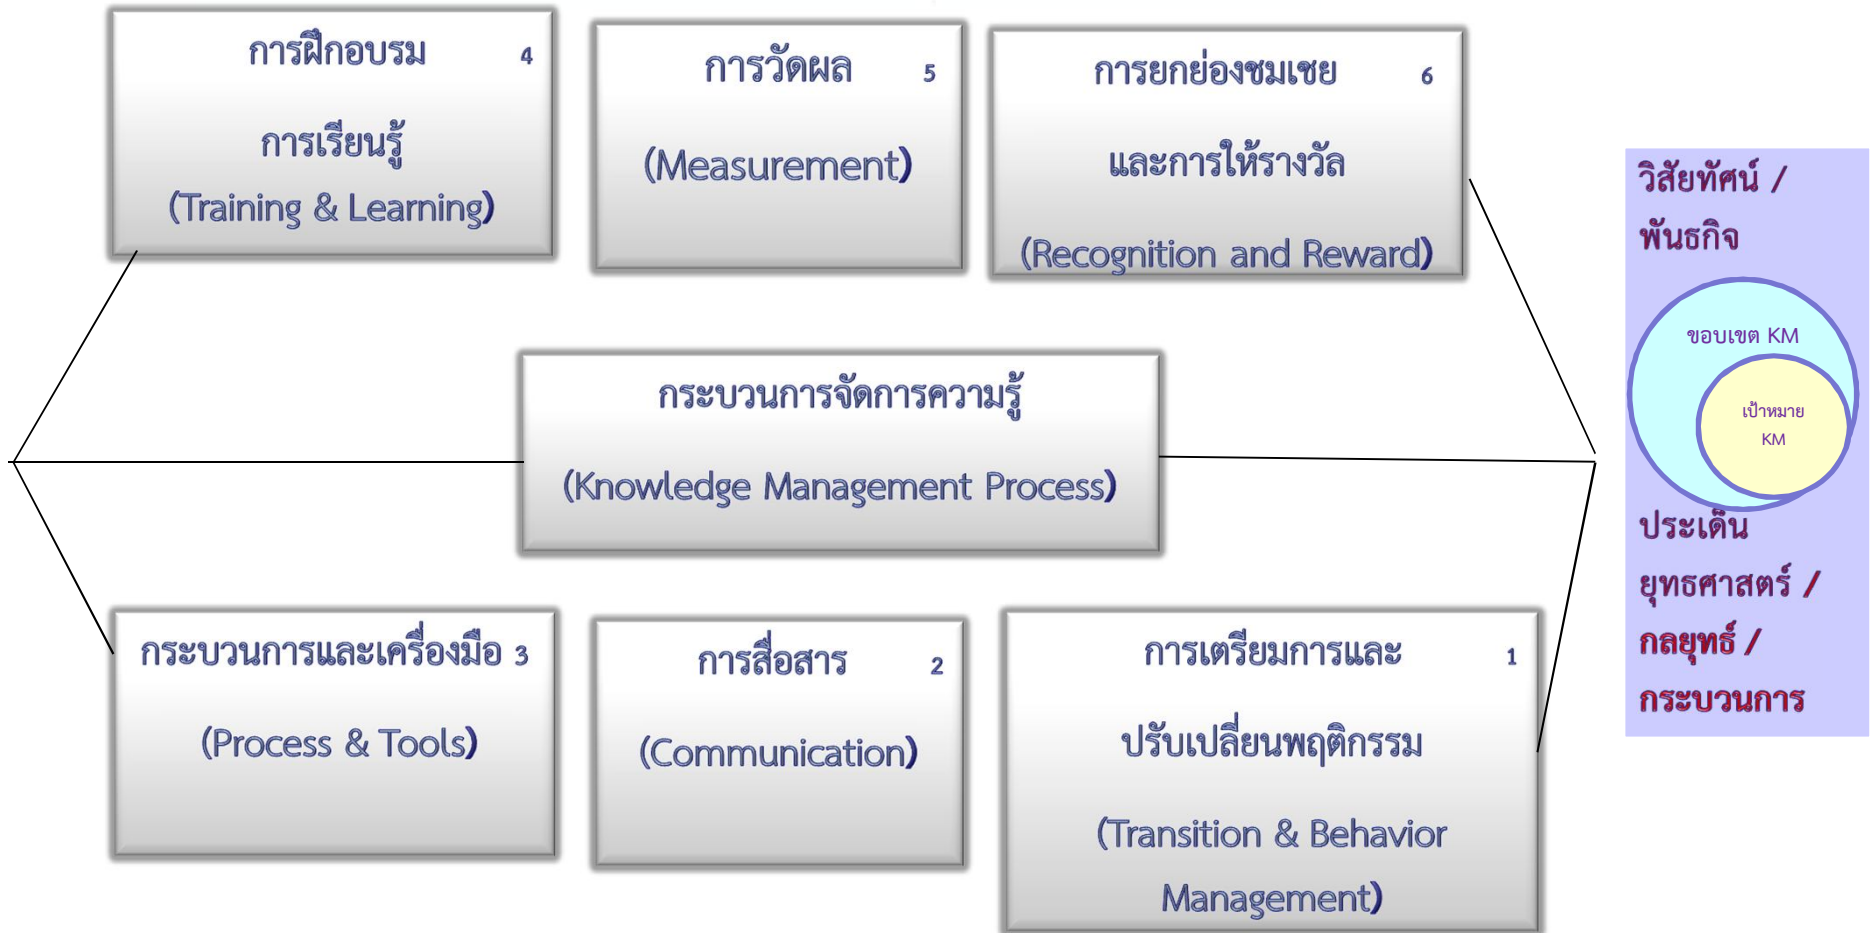 การฝึกอบรม 4
การเรียนรู้
(Training & Learning)
การวัดผล 5
(Measurement)
การยกย่องชมเชย 6
และการให้รางวัล
(Recognition and Reward)
กระบวนการจัดการความรู้
(Knowledge Management Process)
กระบวนการและเครื่องมือ 3
(Process & Tools)
การสื่อสาร 2
(Communication)
การเตรียมการและ 1
ปรับเปลี่ยนพฤติกรรม
(Transition & Behavior
Management)
วิสัยทัศน์ /
พันธกิจ
ขอบเขต KM
เป้าหมาย
KM
ประเด็น
ยุทธศาสตร์ /
กลยุทธ์ /
กระบวนการ